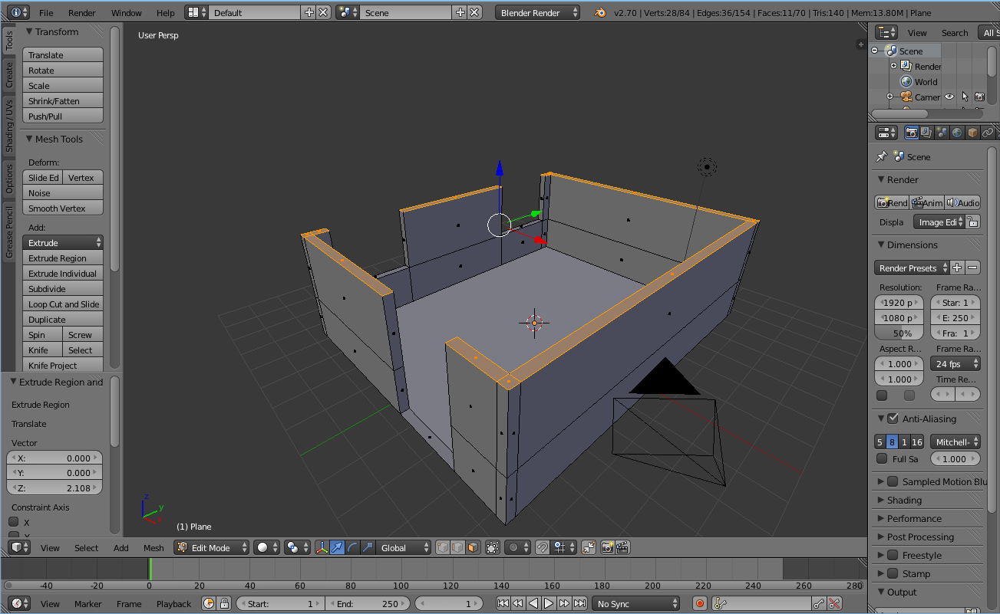 File Render Window Help Default Scene Blender Render v2.70 | Verts:28/84 | Edges:36/154 | Faces:11/70 | Tris:140 | Mem:13.80M | Plane
Tools
Create
Shading / UVs
Options
Grease Pencil
Transform
Translate
Rotate
Scale
Shrink/Fatten
Push/Pull
Mesh Tools
Deform:
Slide Ed Vertex
Noise
Smooth Vertex
Add:
Extrude
Extrude Region
Extrude Individual
Subdivide
Loop Cut and Slide
Duplicate
Spin Screw
Knife Select
Knife Project
Extrude Region and
Extrude Region
Translate
Vector
X: 0.000
Y: 0.000
Z: 2.108
Constraint Axis
X
User Persp
z
y
x
(1) Plane
View Select Add Mesh Edit Mode Global
-40 -20 0 20 40 60 80 100 120 140 160 180 200 220 240 260 280
View Marker Frame Playback Start: 1 End: 250 1 No Sync
View Search All S
Scene
Render
World
Camer
Scene
Render
Rend Anim Audio
Displa Image Edi
Dimensions
Render Presets
Resolution: Frame Ra...
1920 p Star: 1
1080 p E: 250
50% Fra: 1
Aspect R... Frame Ra...
1.000 24 fps
1.000 Time Re...
Anti-Aliasing
5 8 1 16 Mitchell-
Full Sa 1.000
Sampled Motion Blu
Shading
Performance
Post Processing
Freestyle
Stamp
Output